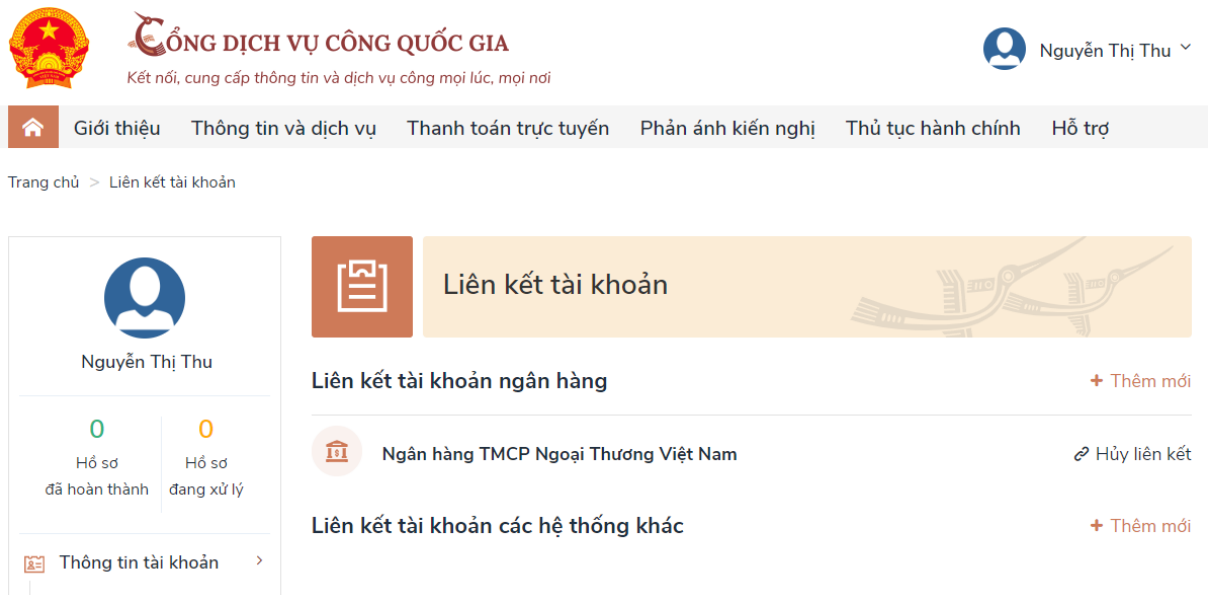 CỔNG DỊCH VỤ CÔNG QUỐC GIA
Kết nối, cung cấp thông tin và dịch vụ công mọi lúc, mọi nơi
Nguyễn Thị Thu
Giới thiệu Thông tin và dịch vụ Thanh toán trực tuyến Phản ánh kiến nghị Thủ tục hành chính Hỗ trợ
Trang chủ > Liên kết tài khoản
Nguyễn Thị Thu
0 0
Hồ sơ Hồ sơ
đã hoàn thành đang xử lý
Thông tin tài khoản
Liên kết tài khoản
Liên kết tài khoản ngân hàng + Thêm mới
Ngân hàng TMCP Ngoại Thương Việt Nam Hủy liên kết
Liên kết tài khoản các hệ thống khác + Thêm mới